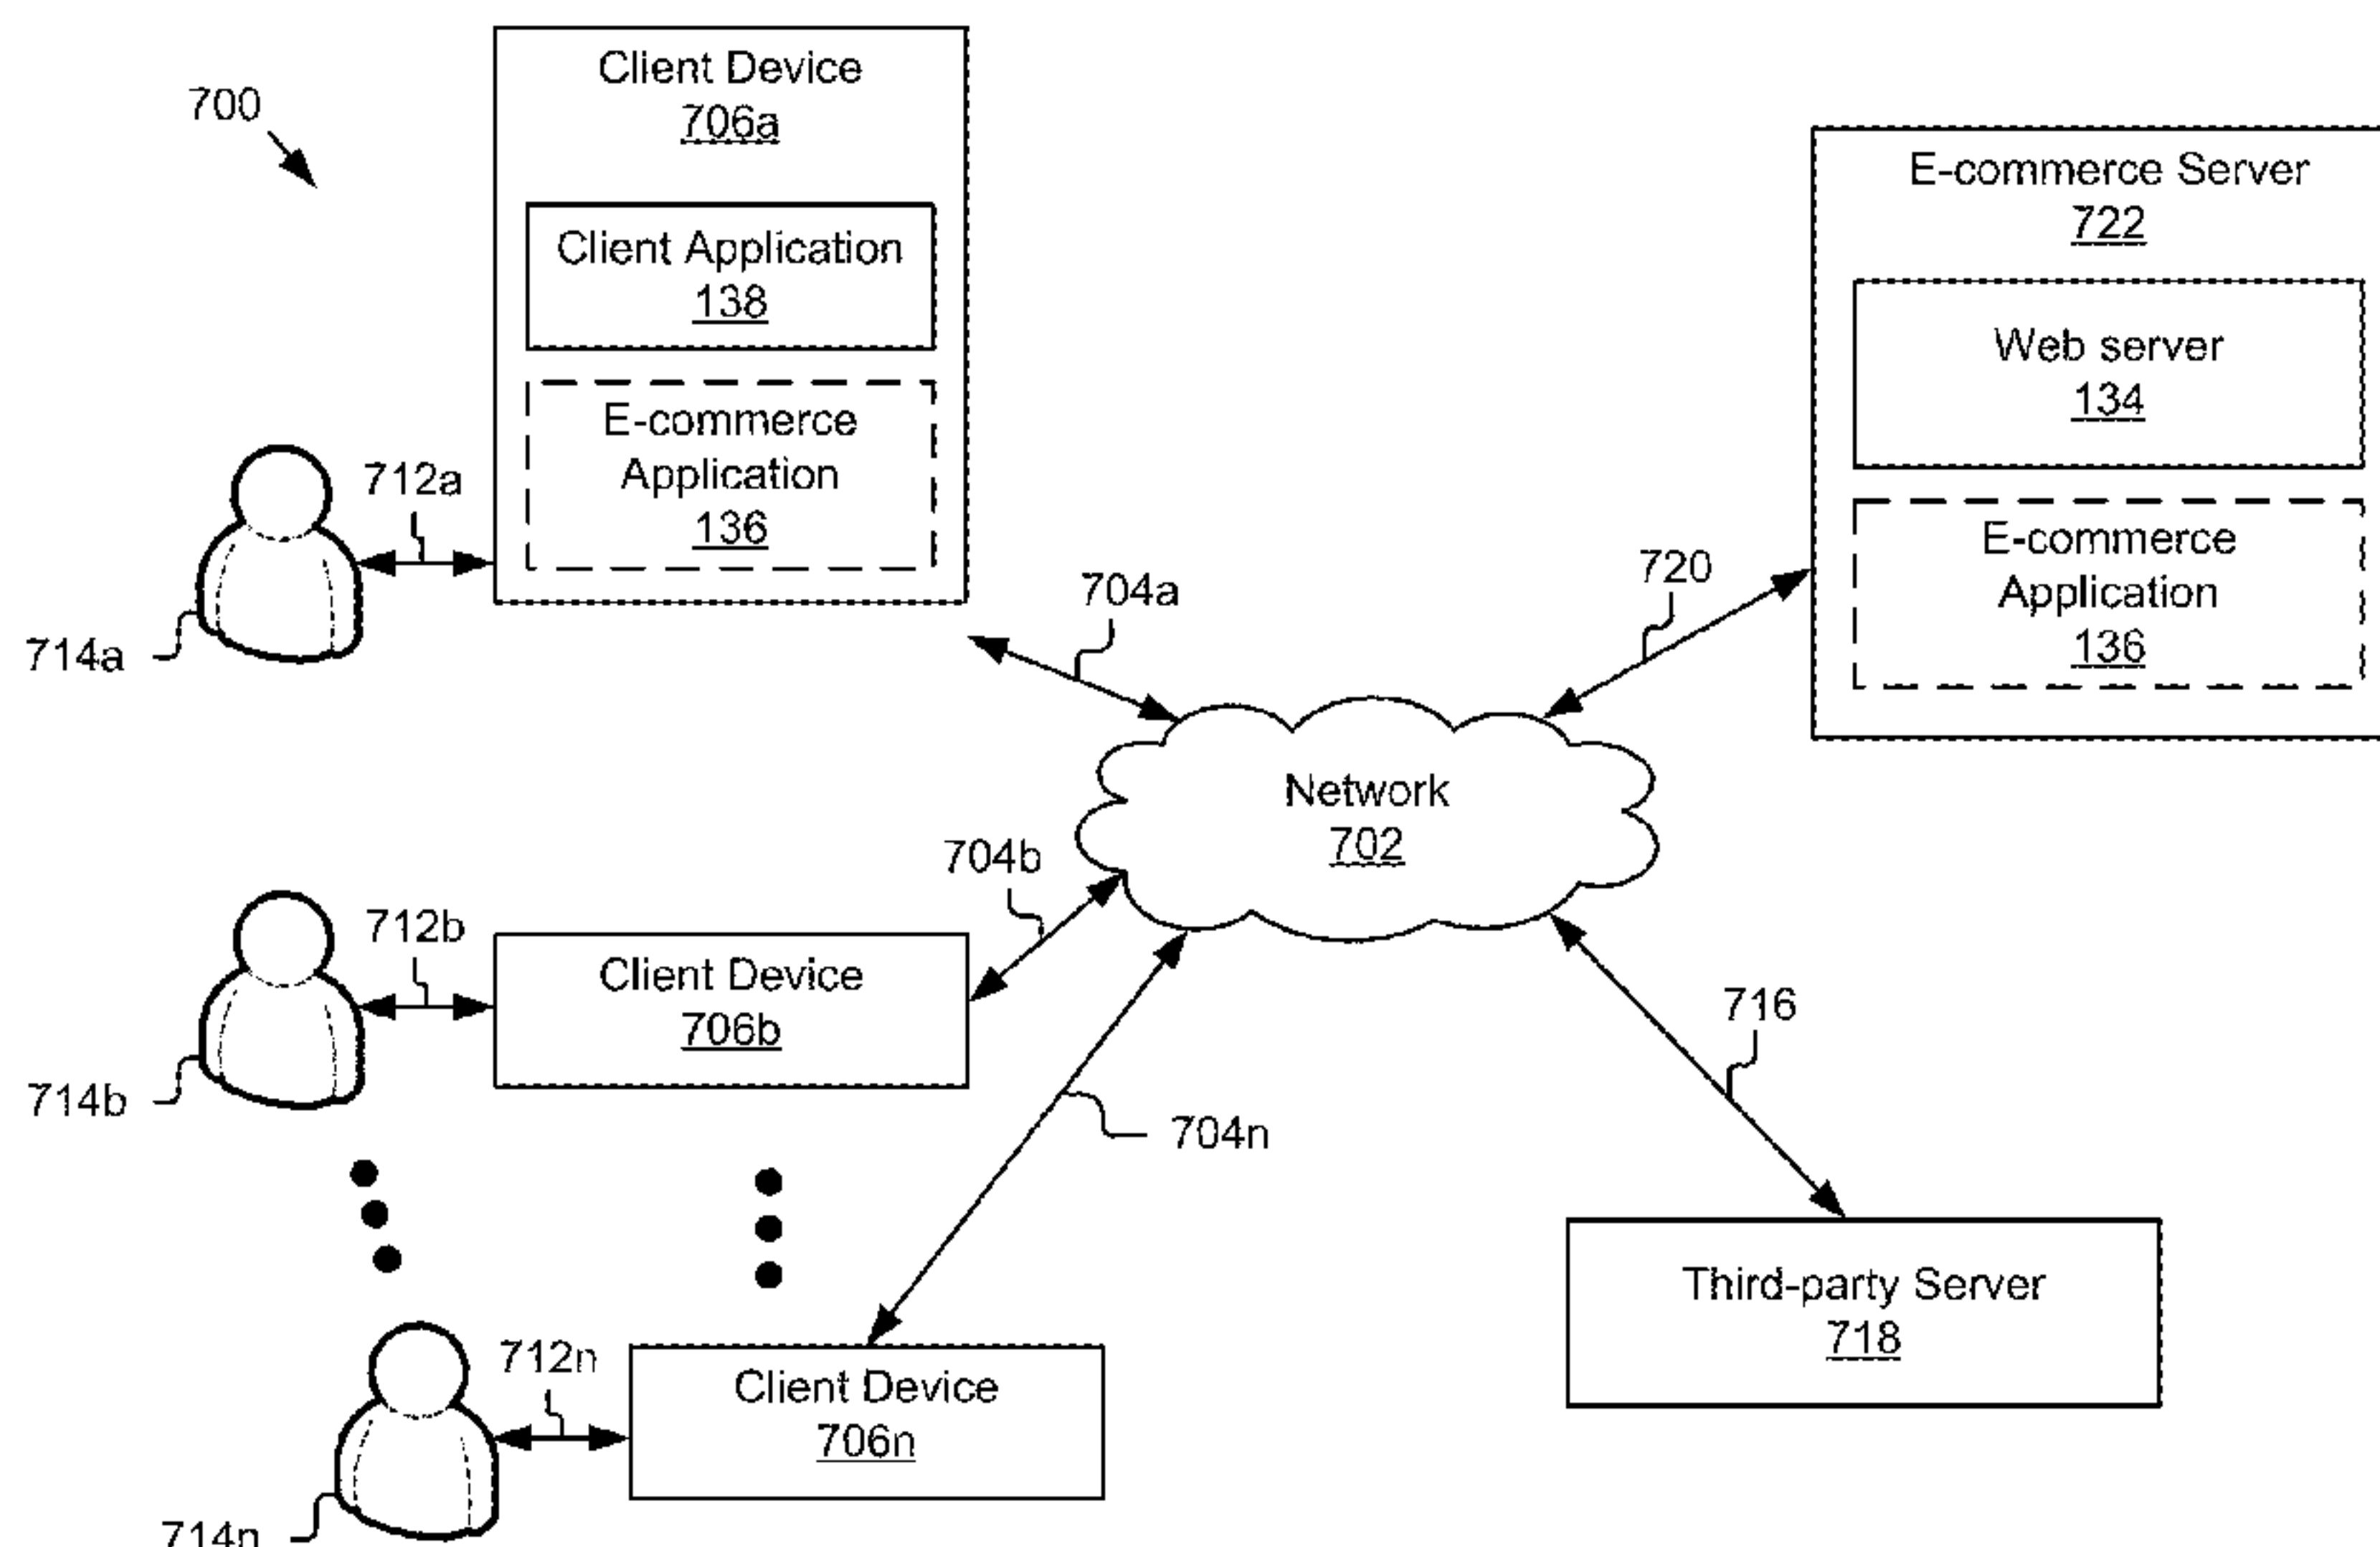 700
Client Device
706a
Client Application
138
E-commerce
Application
136
712a
714a
704a
E-commerce Server
722
Web server
134
E-commerce
Application
136
720
Network
702
704b
712b
Client Device
706b
714b
704n
716
Third-party Server
718
712n
Client Device
706n
714n